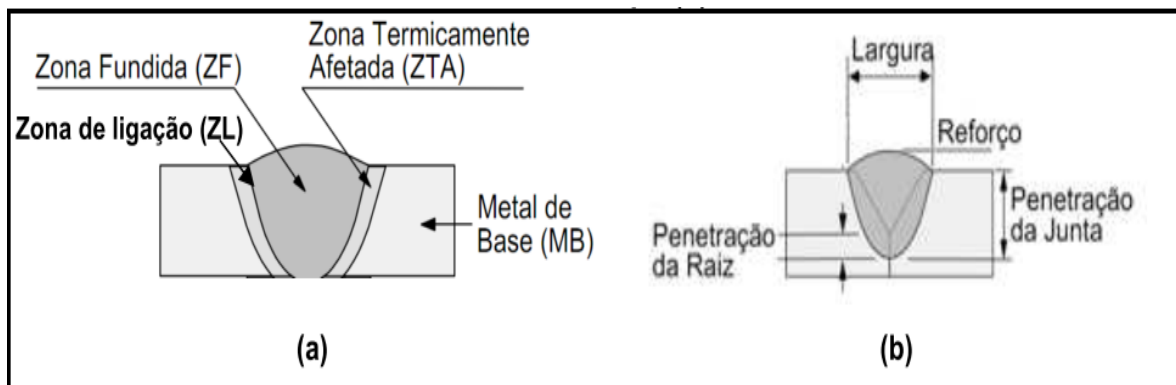 Zona Fundida (ZF)
Zona Termicamente
Afetada (ZTA)
Zona de ligação (ZL)
Metal de
Base (MB)
(a)
Largura
Reforço
Penetração
da Junta
Penetração
da Raiz
(b)